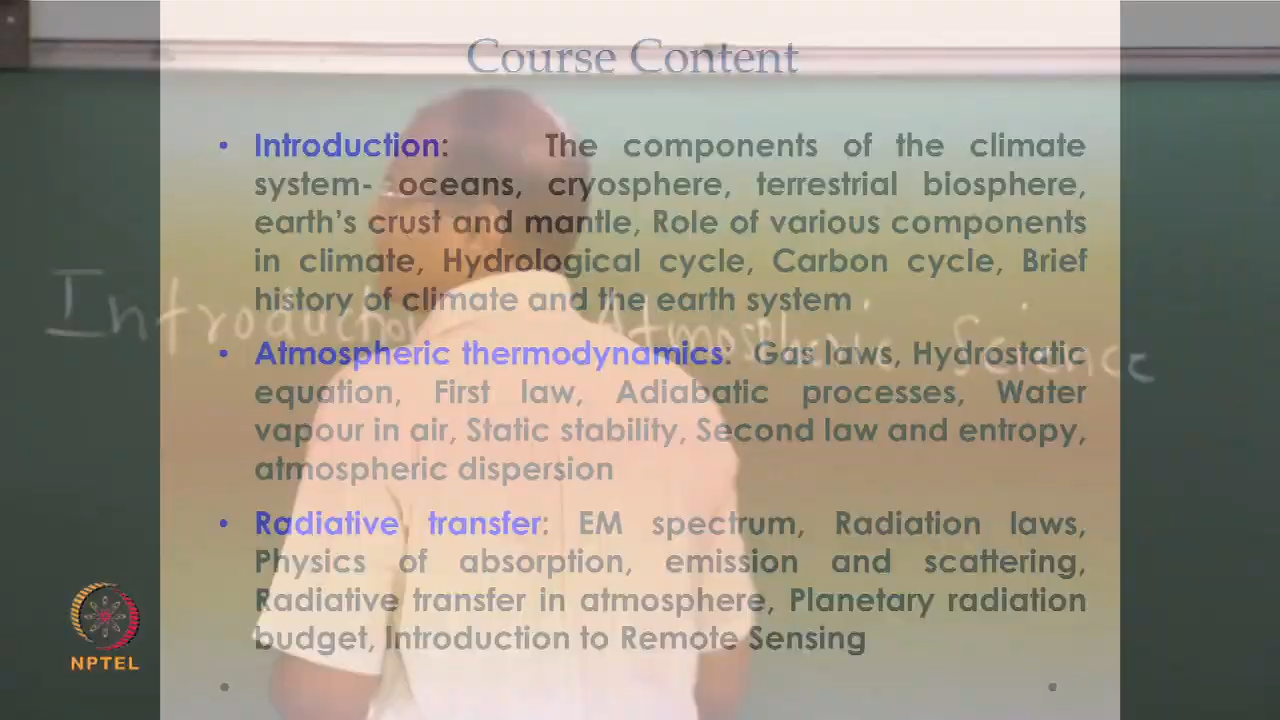 Course Content
• Introduction: The components of the climate
system- oceans, cryosphere, terrestrial biosphere,
earth's crust and mantle, Role of various components
in climate, Hydrological cycle, Carbon cycle, Brief
history of climate and the earth system
Introduction Atmospheric Science
• Atmospheric thermodynamics: Gas laws, Hydrostatic
equation, First law, Adiabatic processes, Water
vapour in air, Static stability, Second law and entropy,
atmospheric dispersion
• Radiative transfer: EM spectrum, Radiation laws,
Physics of absorption, emission and scattering,
Radiative transfer in atmosphere, Planetary radiation
budget, Introduction to Remote Sensing
NPTEL